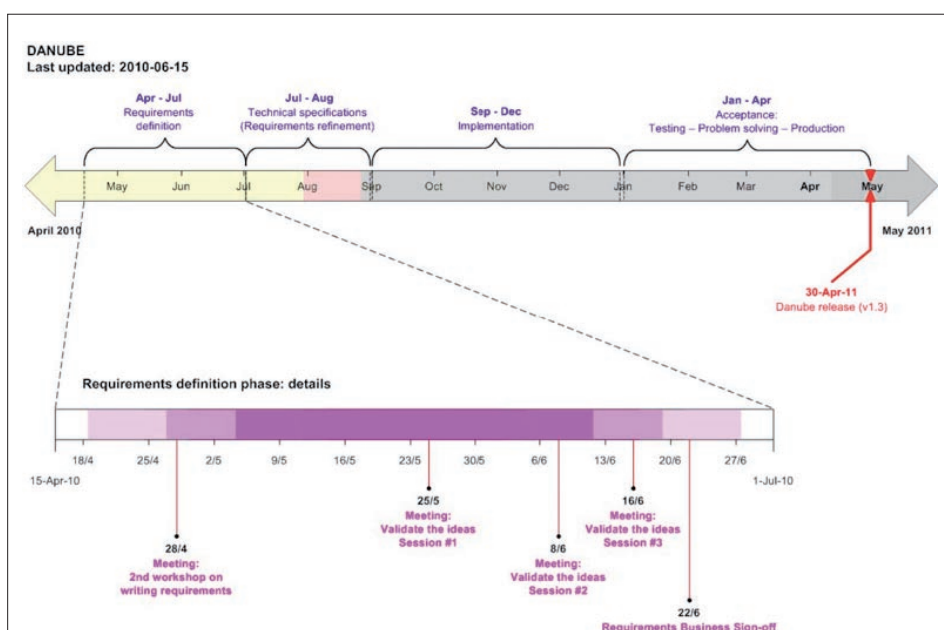 DANUBE
Last updated: 2010-06-15
Apr - Jul
Requirements
definition
Jul - Aug
Technical specifications
(Requirements refinement)
Sep - Dec
Implementation
Jan - Apr
Acceptance:
Testing – Problem solving – Production
May Jun Jul Aug Sep Oct Nov Dec Jan Feb Mar Apr May
April 2010
May 2011
30-Apr-11
Danube release (v1.3)
Requirements definition phase: details
18/4 25/4 2/5 9/5 16/5 23/5 30/5 6/6 13/6 20/6 27/6
15-Apr-10
1-Jul-10
28/4
Meeting:
2nd workshop on
writing requirements
25/5
Meeting:
Validate the ideas
Session #1
8/6
Meeting:
Validate the ideas
Session #2
16/6
Meeting:
Validate the ideas
Session #3
22/6
Requirements Business Sign-off